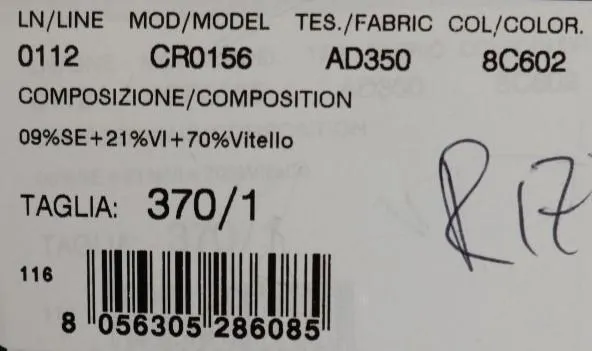 LN/LINE MOD/MODEL TES./FABRIC COL/COLOR.
0112 CR0156 AD350 8C602
COMPOSIZIONE/COMPOSITION
09%SE+21%VI+70%Vitello
TAGLIA: 370/1
R17
116
8 056305 286085